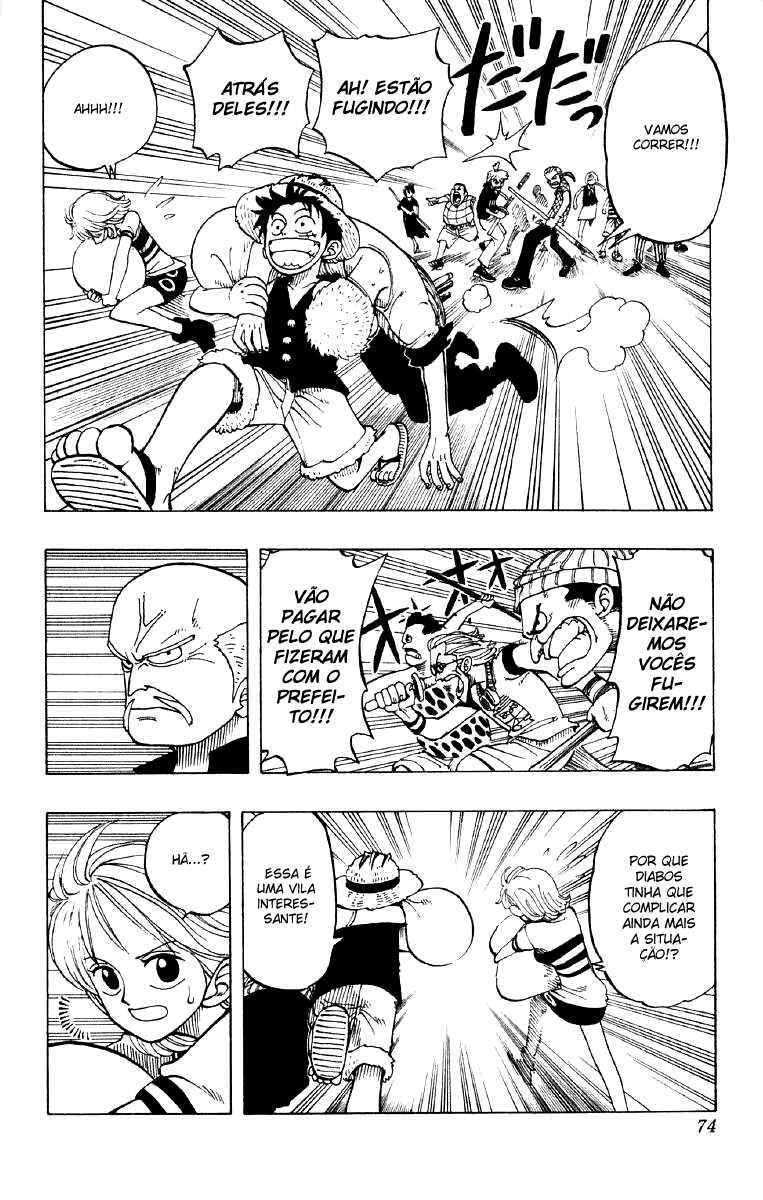 VAMOS
CORRER!!!
だだっ
AH! ESTÃO
FUGINDO!!!
ATRÁS
DELES!!!
AHHH!!!
NÃO
DEIXARE-
MOS
VOCÊS
FU-
GIREM!!!
VÃO
PAGAR
PELO QUE
FIZERAM
COM O
PREFEI-
TO!!!
POR QUE
DIABOS
TINHA QUE
COMPLICAR
AINDA MAIS
A SITUA-
ÇÃO!?
ESSA É
UMA VILA
INTERES-
SANTE!
HÃ...?
74